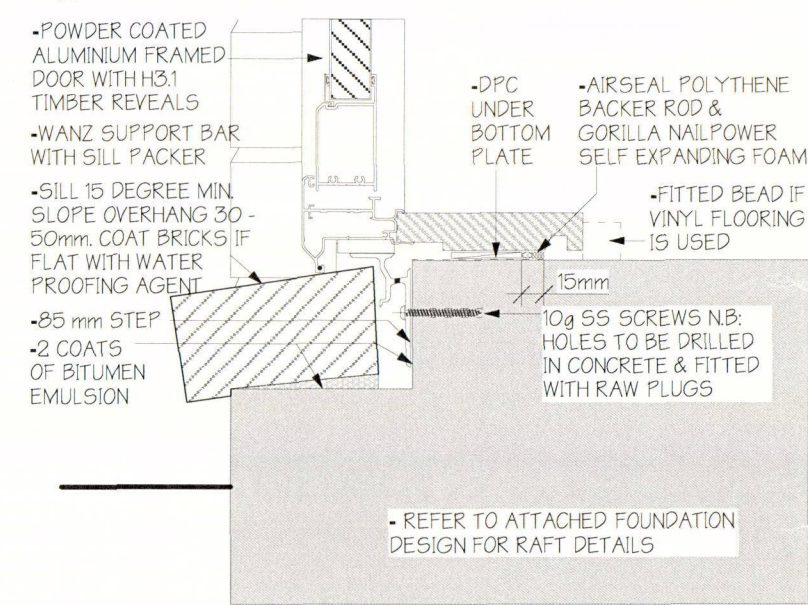 -POWDER COATED
ALUMINIUM FRAMED
DOOR WITH H3.1
TIMBER REVEALS
-WANZ SUPPORT BAR
WITH SILL PACKER
-SILL 15 DEGREE MIN.
SLOPE OVERHANG 30 -
50mm. COAT BRICKS IF
FLAT WITH WATER
PROOFING AGENT
-85 mm STEP
-2 COATS
OF BITUMEN
EMULSION
-DPC
UNDER
BOTTOM
PLATE
-AIRSEAL POLYTHENE
BACKER ROD &
GORILLA NAILPOWER
SELF EXPANDING FOAM
-FITTED BEAD IF
VINYL FLOORING
IS USED
15mm
10g SS SCREWS N.B:
HOLES TO BE DRILLED
IN CONCRETE & FITTED
WITH RAW PLUGS
- REFER TO ATTACHED FOUNDATION
DESIGN FOR RAFT DETAILS